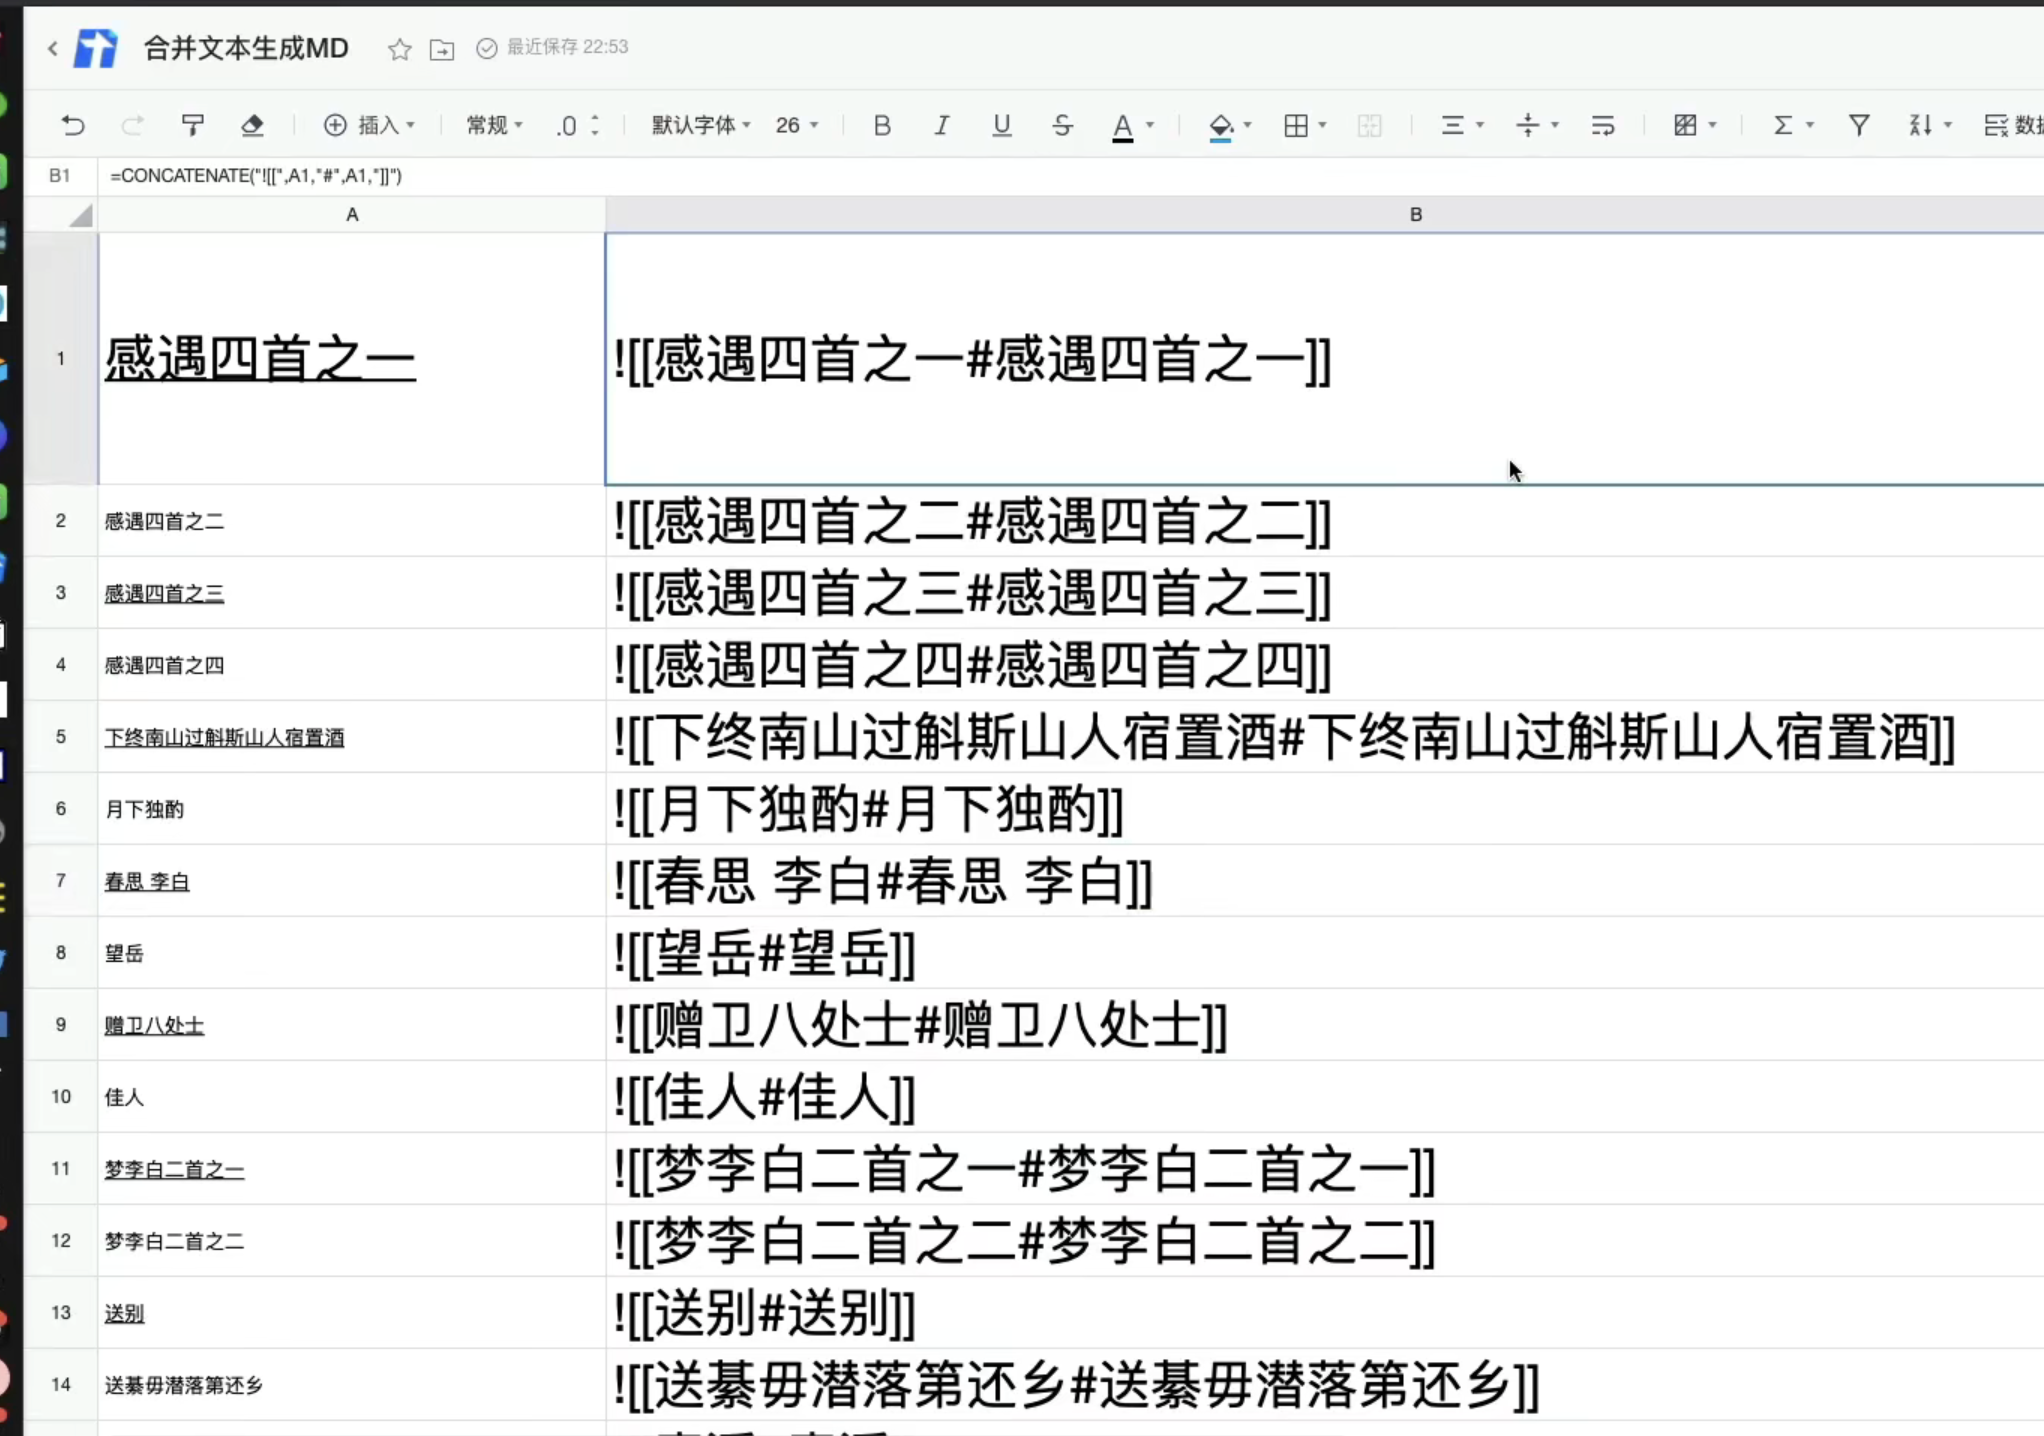 合并文本生成MD 最近保存 22:53
插入 常规 .0 默认字体 26 B I U S A Σ 数据
B1 =CONCATENATE("![[",A1,"#",A1,"]]")
A B
1 感遇四首之一 ![[感遇四首之一#感遇四首之一]]
2 感遇四首之二 ![[感遇四首之二#感遇四首之二]]
3 感遇四首之三 ![[感遇四首之三#感遇四首之三]]
4 感遇四首之四 ![[感遇四首之四#感遇四首之四]]
5 下终南山过斛斯山人宿置酒 ![[下终南山过斛斯山人宿置酒#下终南山过斛斯山人宿置酒]]
6 月下独酌 ![[月下独酌#月下独酌]]
7 春思 李白 ![[春思 李白#春思 李白]]
8 望岳 ![[望岳#望岳]]
9 赠卫八处士 ![[赠卫八处士#赠卫八处士]]
10 佳人 ![[佳人#佳人]]
11 梦李白二首之一 ![[梦李白二首之一#梦李白二首之一]]
12 梦李白二首之二 ![[梦李白二首之二#梦李白二首之二]]
13 送别 ![[送别#送别]]
14 送綦毋潜落第还乡 ![[送綦毋潜落第还乡#送綦毋潜落第还乡]]